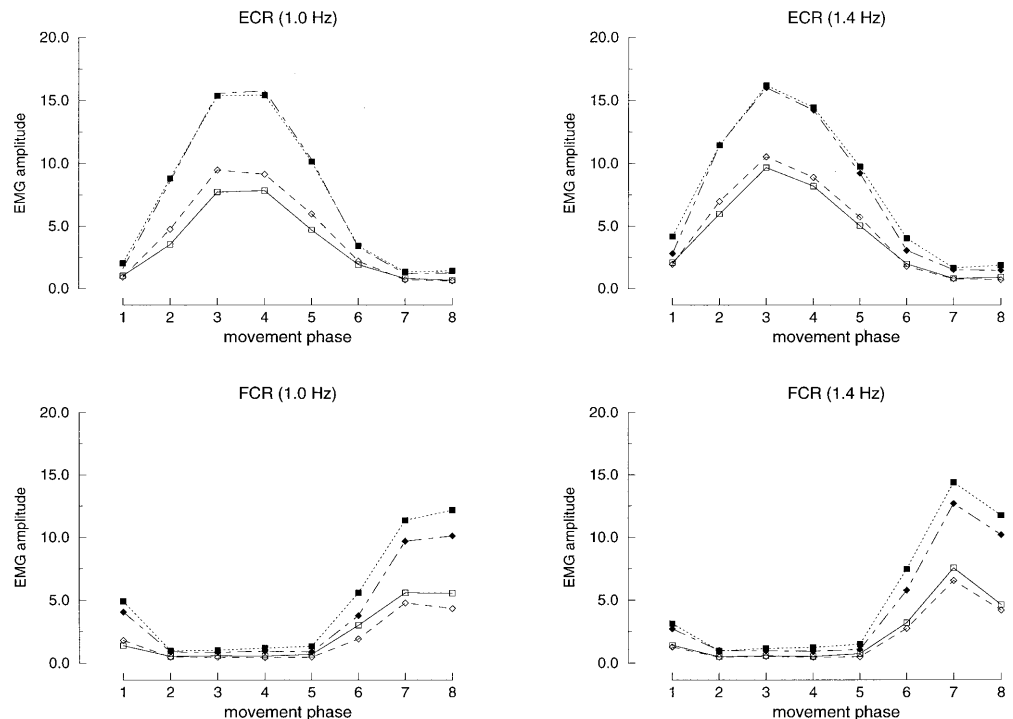 ECR (1.0 Hz)
20.0
15.0
10.0
5.0
0.0
EMG amplitude
1 2 3 4 5 6 7 8
movement phase
ECR (1.4 Hz)
20.0
15.0
10.0
5.0
0.0
EMG amplitude
1 2 3 4 5 6 7 8
movement phase
FCR (1.0 Hz)
20.0
15.0
10.0
5.0
0.0
EMG amplitude
1 2 3 4 5 6 7 8
movement phase
FCR (1.4 Hz)
20.0
15.0
10.0
5.0
0.0
EMG amplitude
1 2 3 4 5 6 7 8
movement phase